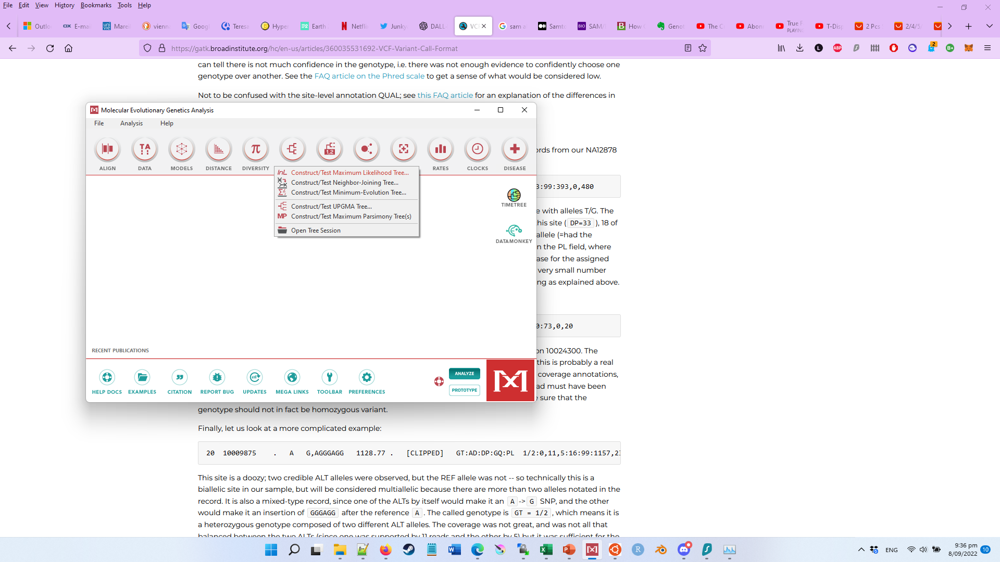 File Edit View History Bookmarks Tools Help
Outlo E-ma Marei vienn Googl Teresa Hyper Earth Netfli Junky DALL VC sam a Samto SAM/ How Genot The C Abon True F T-Disp 2 Pcs 2/4/5
PLAYING
https://gatk.broadinstitute.org/hc/en-us/articles/360035531692-VCF-Variant-Call-Format
can tell there is not much confidence in the genotype, i.e. there was not enough evidence to confidently choose one
genotype over another. See the FAQ article on the Phred scale to get a sense of what would be considered low.
Not to be confused with the site-level annotation QUAL; see this FAQ article for an explanation of the differences in
Molecular Evolutionary Genetics Analysis
File Analysis Help
ALIGN DATA MODELS DISTANCE DIVERSITY RATES CLOCKS DISEASE
TA
π
1,2
lnL Construct/Test Maximum Likelihood Tree...
Construct/Test Neighbor-Joining Tree...
Construct/Test Minimum-Evolution Tree...
Construct/Test UPGMA Tree...
MP Construct/Test Maximum Parsimony Tree(s)
Open Tree Session
TIMETREE
DATAMONKEY
RECENT PUBLICATIONS
HELP DOCS EXAMPLES CITATION REPORT BUG UPDATES MEGA LINKS TOOLBAR PREFERENCES
ANALYZE
PROTOTYPE
ords from our NA12878
3:99:393,0,480
e with alleles T/G. The
his site ( DP=33 ), 18 of
allele (=had the
n the PL field, where
ase for the assigned
very small number
ng as explained above.
0:73,0,20
on 10024300. The
this is probably a real
coverage annotations,
ad must have been
e sure that the
genotype should not in fact be homozygous variant.
Finally, let us look at a more complicated example:
20 10009875 . A G,AGGGAGG 1128.77 . [CLIPPED] GT:AD:DP:GQ:PL 1/2:0,11,5:16:99:1157,23
This site is a doozy; two credible ALT alleles were observed, but the REF allele was not -- so technically this is a
biallelic site in our sample, but will be considered multiallelic because there are more than two alleles notated in the
record. It is also a mixed-type record, since one of the ALTs by itself would make it an A -> G SNP, and the other
would make it an insertion of GGGAGG after the reference A . The called genotype is GT = 1/2 , which means it is
a heterozygous genotype composed of two different ALT alleles. The coverage was not great, and was not all that
balanced between the two ALTs (since one was supported by 11 reads and the other by 5) but it was sufficient for the
ENG
9:36 pm
8/09/2022
10